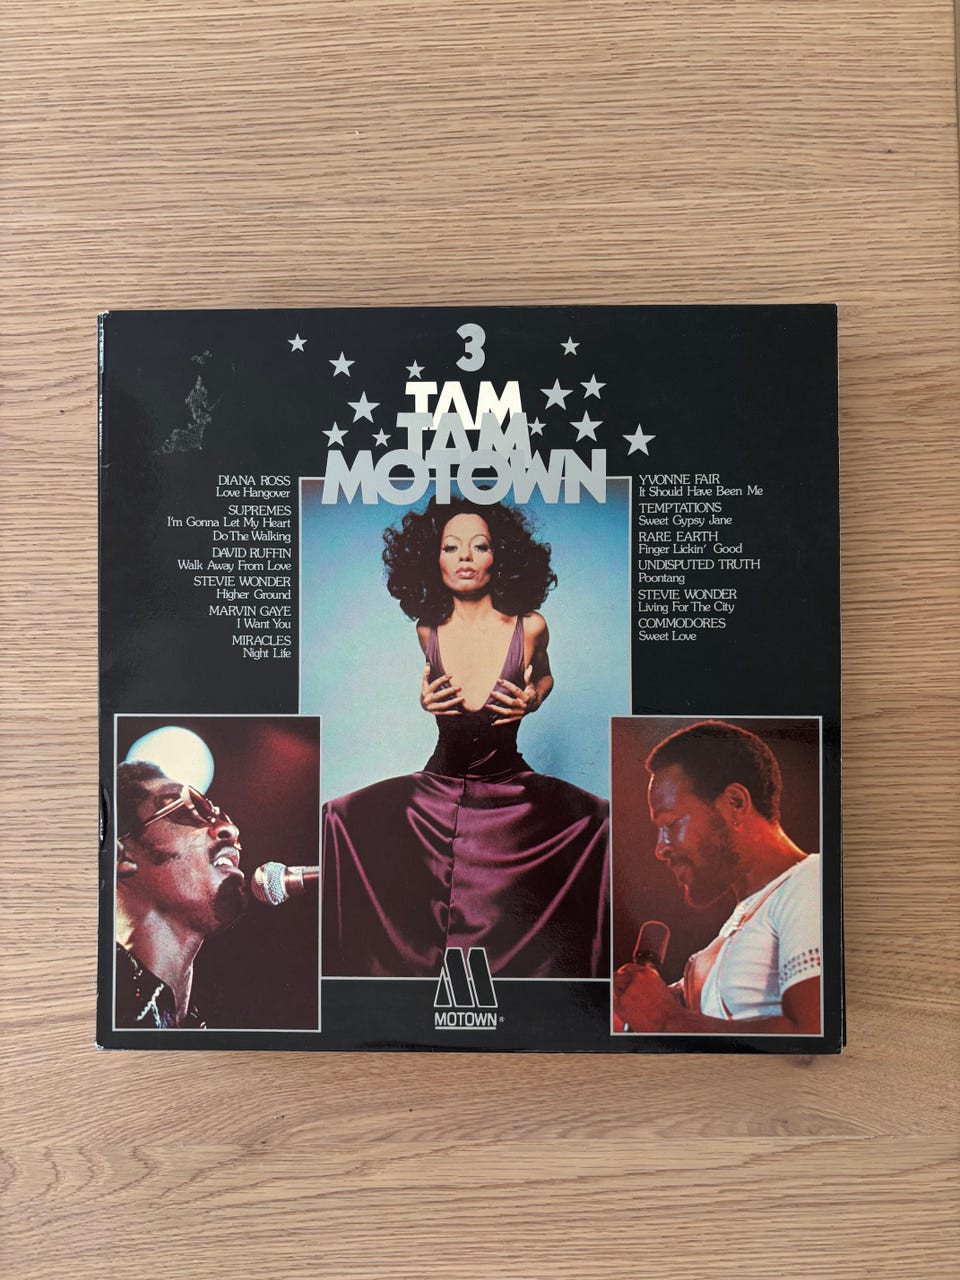 3
TAM
TAM
MOTOWN
DIANA ROSS
Love Hangover
SUPREMES
I'm Gonna Let My Heart
Do The Walking
DAVID RUFFIN
Walk Away From Love
STEVIE WONDER
Higher Ground
MARVIN GAYE
I Want You
MIRACLES
Night Life
YVONNE FAIR
It Should Have Been Me
TEMPTATIONS
Sweet Gypsy Jane
RARE EARTH
Finger Lickin' Good
UNDISPUTED TRUTH
Poontang
STEVIE WONDER
Living For The City
COMMODORES
Sweet Love
MOTOWN®